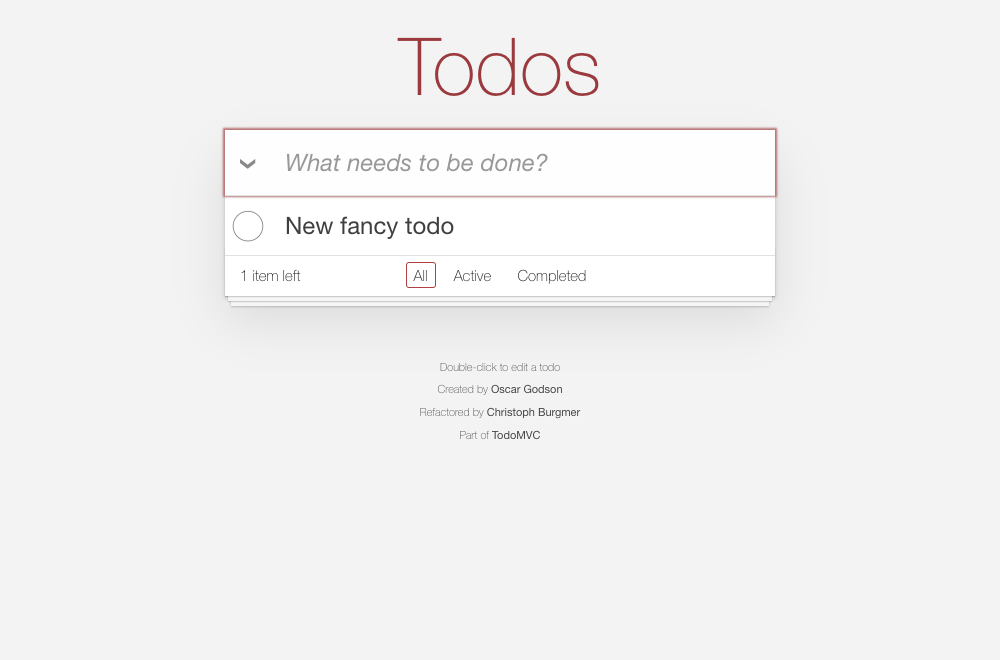 Todos
What needs to be done?
New fancy todo
1 item left All Active Completed
Double-click to edit a todo
Created by Oscar Godson
Refactored by Christoph Burgmer
Part of TodoMVC